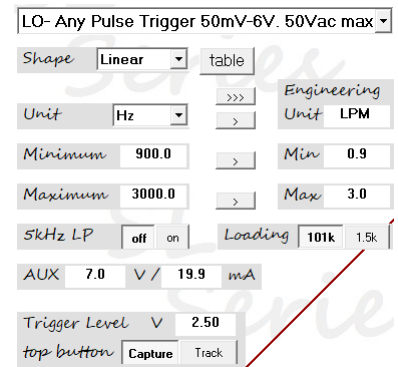 LO- Any Pulse Trigger 50mV-6V. 50Vac max
Shape Linear table
>>> Engineering
Unit Hz > Unit LPM
Minimum 900.0 > Min 0.9
Maximum 3000.0 > Max 3.0
5kHz LP off on Loading 101k 1.5k
AUX 7.0 V / 19.9 mA
Trigger Level V 2.50
top button Capture Track